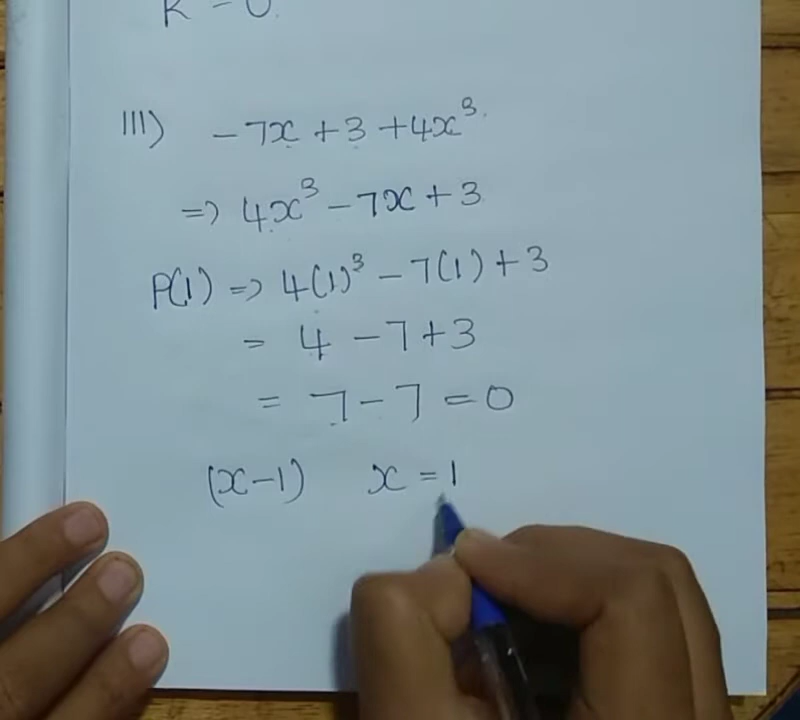 R = 0.
III) -7x + 3 + 4x³.
=> 4x³ - 7x + 3
P(1) => 4(1)³ - 7(1) + 3
= 4 - 7 + 3
= 7 - 7 = 0
(x-1) x = 1